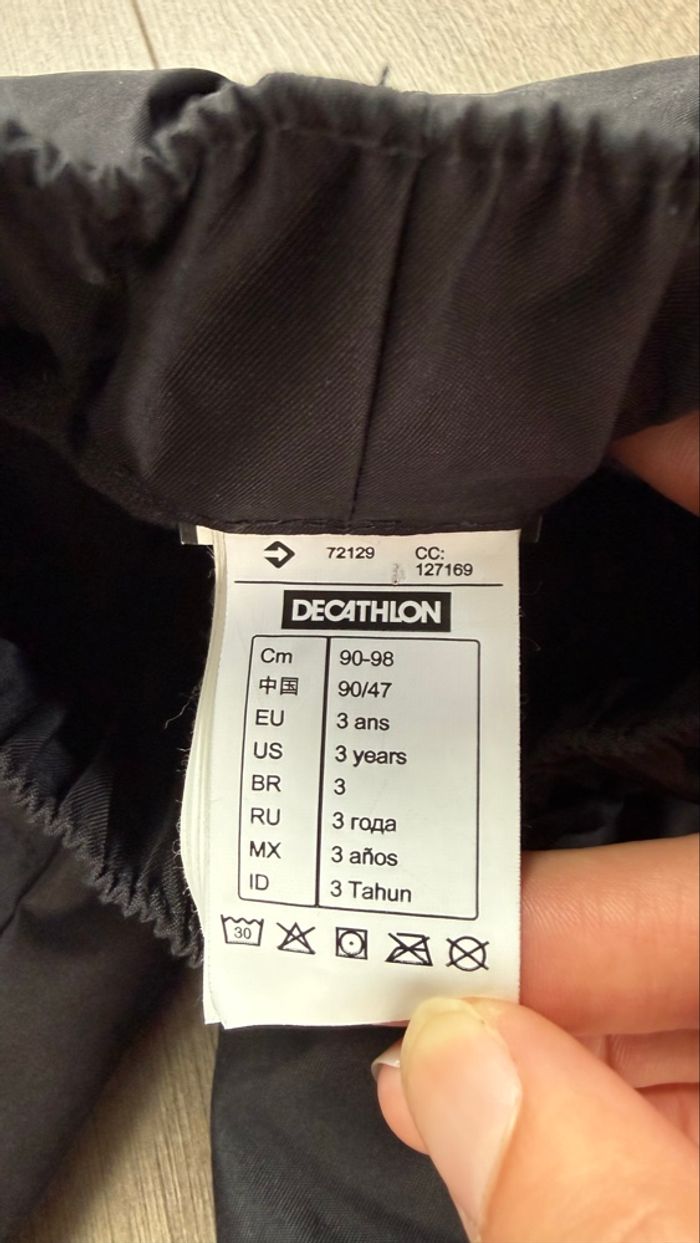 72129 CC:
127169
DECATHLON
Cm 90-98
中国 90/47
EU 3 ans
US 3 years
BR 3
RU 3 года
MX 3 años
ID 3 Tahun
30